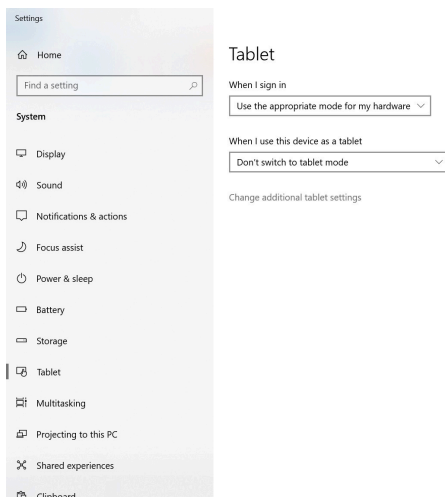 Settings
Home
Find a setting
System
Display
Sound
Notifications & actions
Focus assist
Power & sleep
Battery
Storage
Tablet
Multitasking
Projecting to this PC
Shared experiences
Clipboard
Tablet
When I sign in
Use the appropriate mode for my hardware
When I use this device as a tablet
Don't switch to tablet mode
Change additional tablet settings